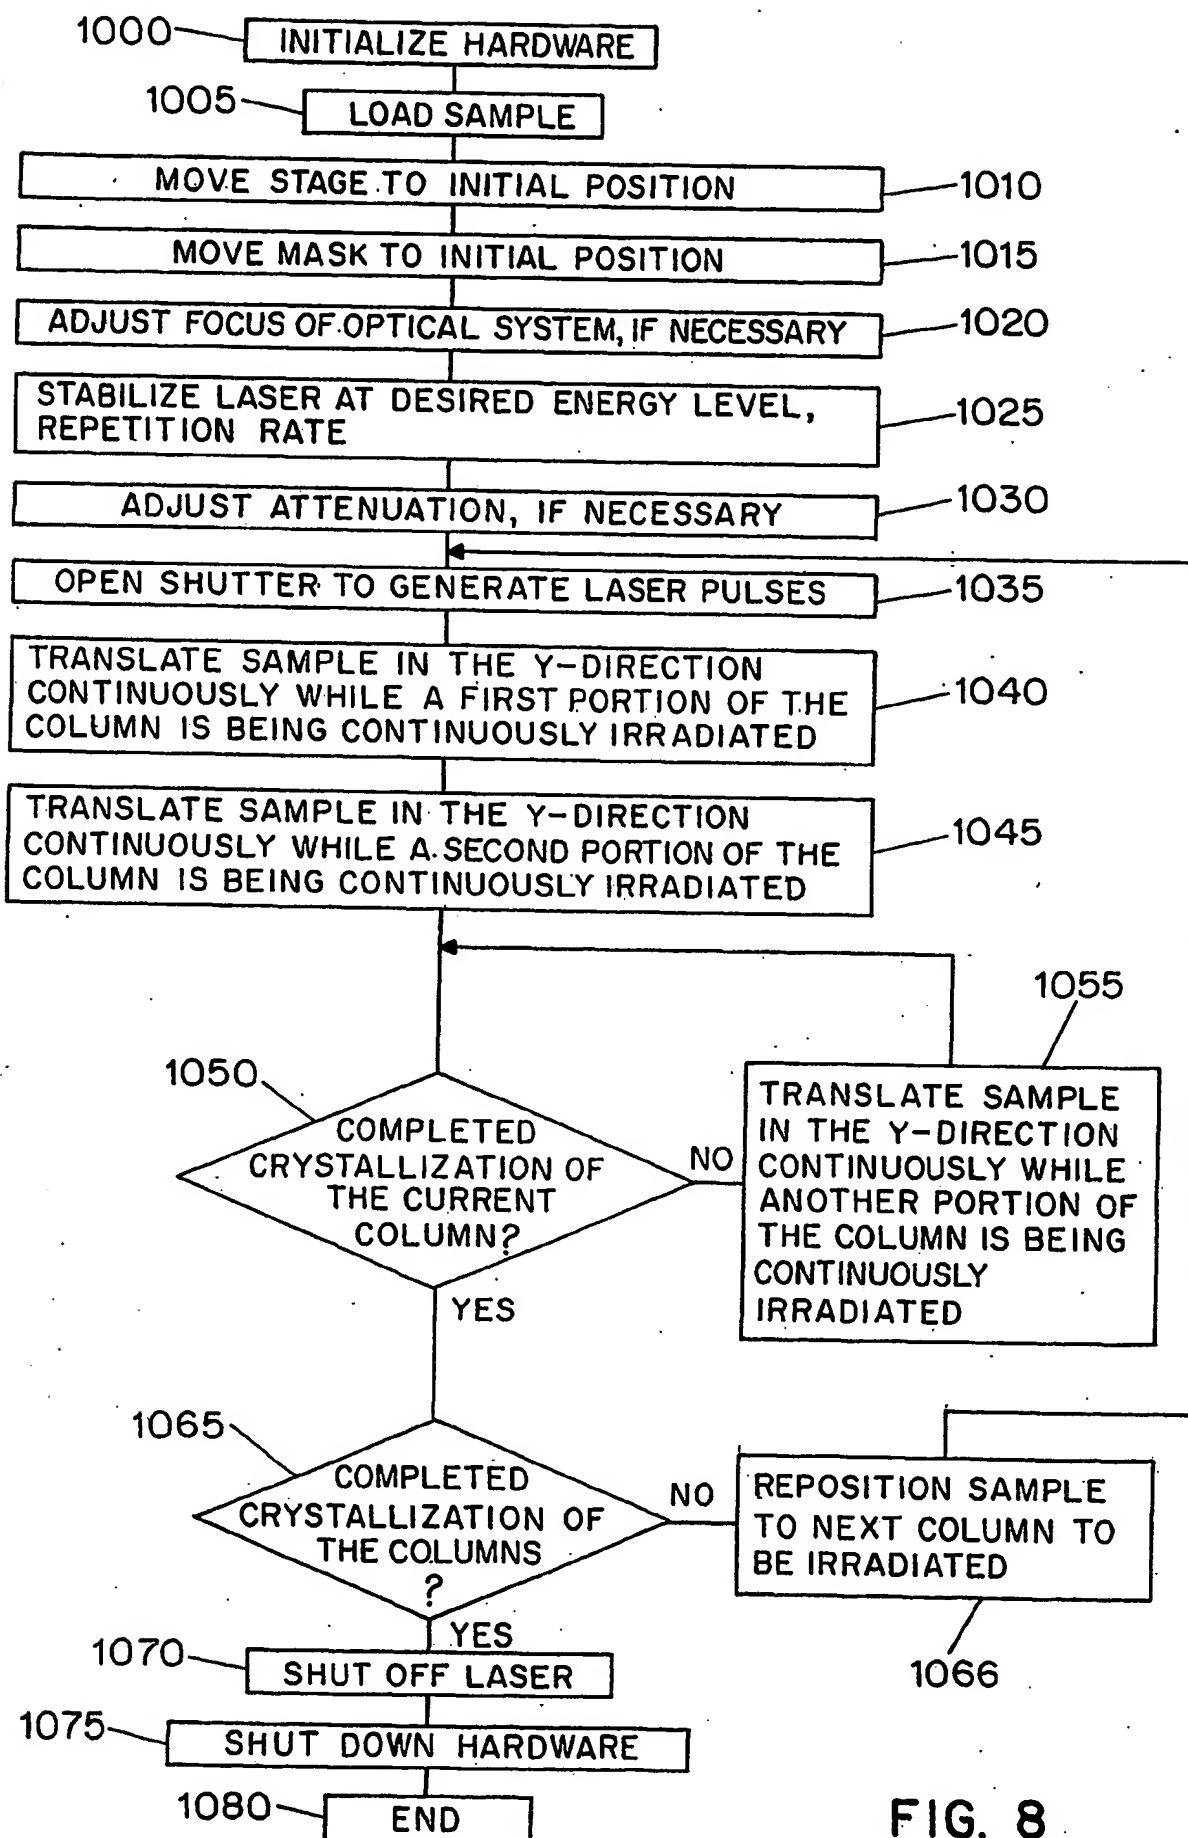 1000
INITIALIZE HARDWARE
1005
LOAD SAMPLE
MOVE STAGE TO INITIAL POSITION
1010
MOVE MASK TO INITIAL POSITION
1015
ADJUST FOCUS OF OPTICAL SYSTEM, IF NECESSARY
1020
STABILIZE LASER AT DESIRED ENERGY LEVEL,
REPETITION RATE
1025
ADJUST ATTENUATION, IF NECESSARY
1030
OPEN SHUTTER TO GENERATE LASER PULSES
1035
TRANSLATE SAMPLE IN THE Y-DIRECTION
CONTINUOUSLY WHILE A FIRST PORTION OF THE
COLUMN IS BEING CONTINUOUSLY IRRADIATED
1040
TRANSLATE SAMPLE IN THE Y-DIRECTION
CONTINUOUSLY WHILE A SECOND PORTION OF THE
COLUMN IS BEING CONTINUOUSLY IRRADIATED
1045
1050
COMPLETED
CRYSTALLIZATION OF
THE CURRENT
COLUMN?
NO
YES
1055
TRANSLATE SAMPLE
IN THE Y-DIRECTION
CONTINUOUSLY WHILE
ANOTHER PORTION OF
THE COLUMN IS BEING
CONTINUOUSLY
IRRADIATED
1065
COMPLETED
CRYSTALLIZATION OF
THE COLUMNS
?
NO
YES
REPOSITION SAMPLE
TO NEXT COLUMN TO
BE IRRADIATED
1066
1070
SHUT OFF LASER
1075
SHUT DOWN HARDWARE
1080
END
FIG. 8